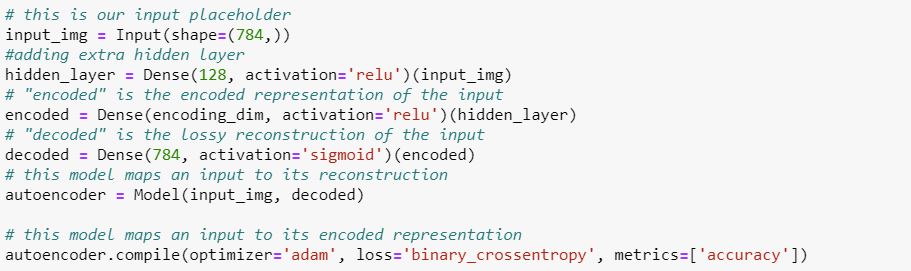 # this is our input placeholder
input_img = Input(shape=(784,))
#adding extra hidden layer
hidden_layer = Dense(128, activation='relu')(input_img)
# "encoded" is the encoded representation of the input
encoded = Dense(encoding_dim, activation='relu')(hidden_layer)
# "decoded" is the lossy reconstruction of the input
decoded = Dense(784, activation='sigmoid')(encoded)
# this model maps an input to its reconstruction
autoencoder = Model(input_img, decoded)
# this model maps an input to its encoded representation
autoencoder.compile(optimizer='adam', loss='binary_crossentropy', metrics=['accuracy'])